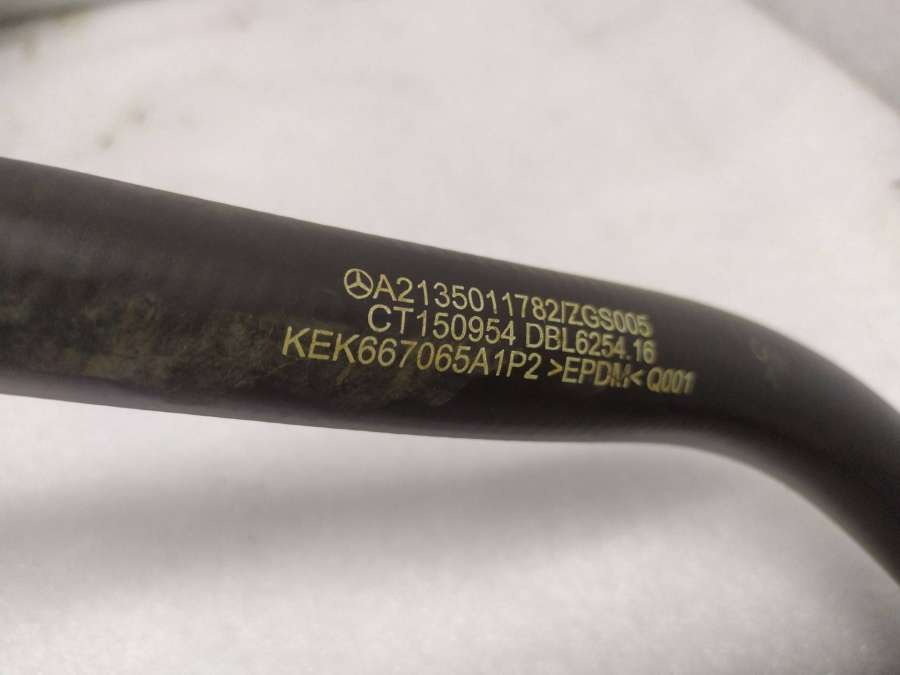 A2135011782/ZGS005
CT150954 DBL6254.16
KEK667065A1P2 >EPDM< Q001